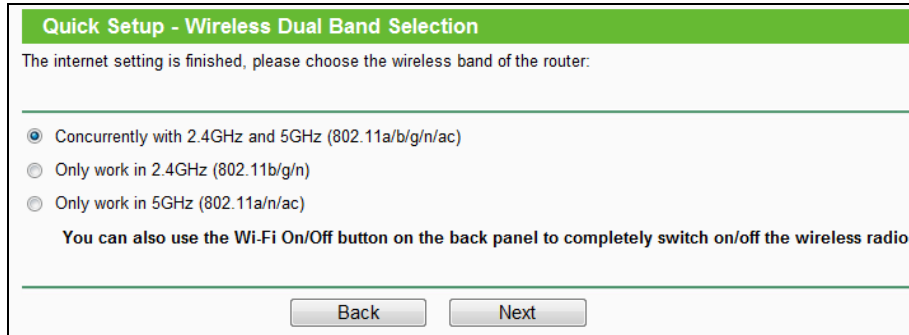 Quick Setup - Wireless Dual Band Selection
The internet setting is finished, please choose the wireless band of the router:
Concurrently with 2.4GHz and 5GHz (802.11a/b/g/n/ac)
Only work in 2.4GHz (802.11b/g/n)
Only work in 5GHz (802.11a/n/ac)
You can also use the Wi-Fi On/Off button on the back panel to completely switch on/off the wireless radio
Back Next